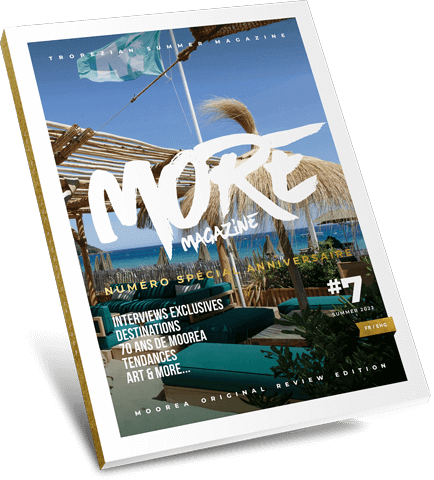 TROPEZIAN SUMMER MAGAZINE
M
MORE
MAGAZINE
NUMÉRO SPÉCIAL ANNIVERSAIRE
#7
SUMMER 2023
FR / ENG
INTERVIEWS EXCLUSIVES
DESTINATIONS
70 ANS DE MOOREA
TENDANCES
ART & MORE...
MOOREA ORIGINAL REVIEW EDITION